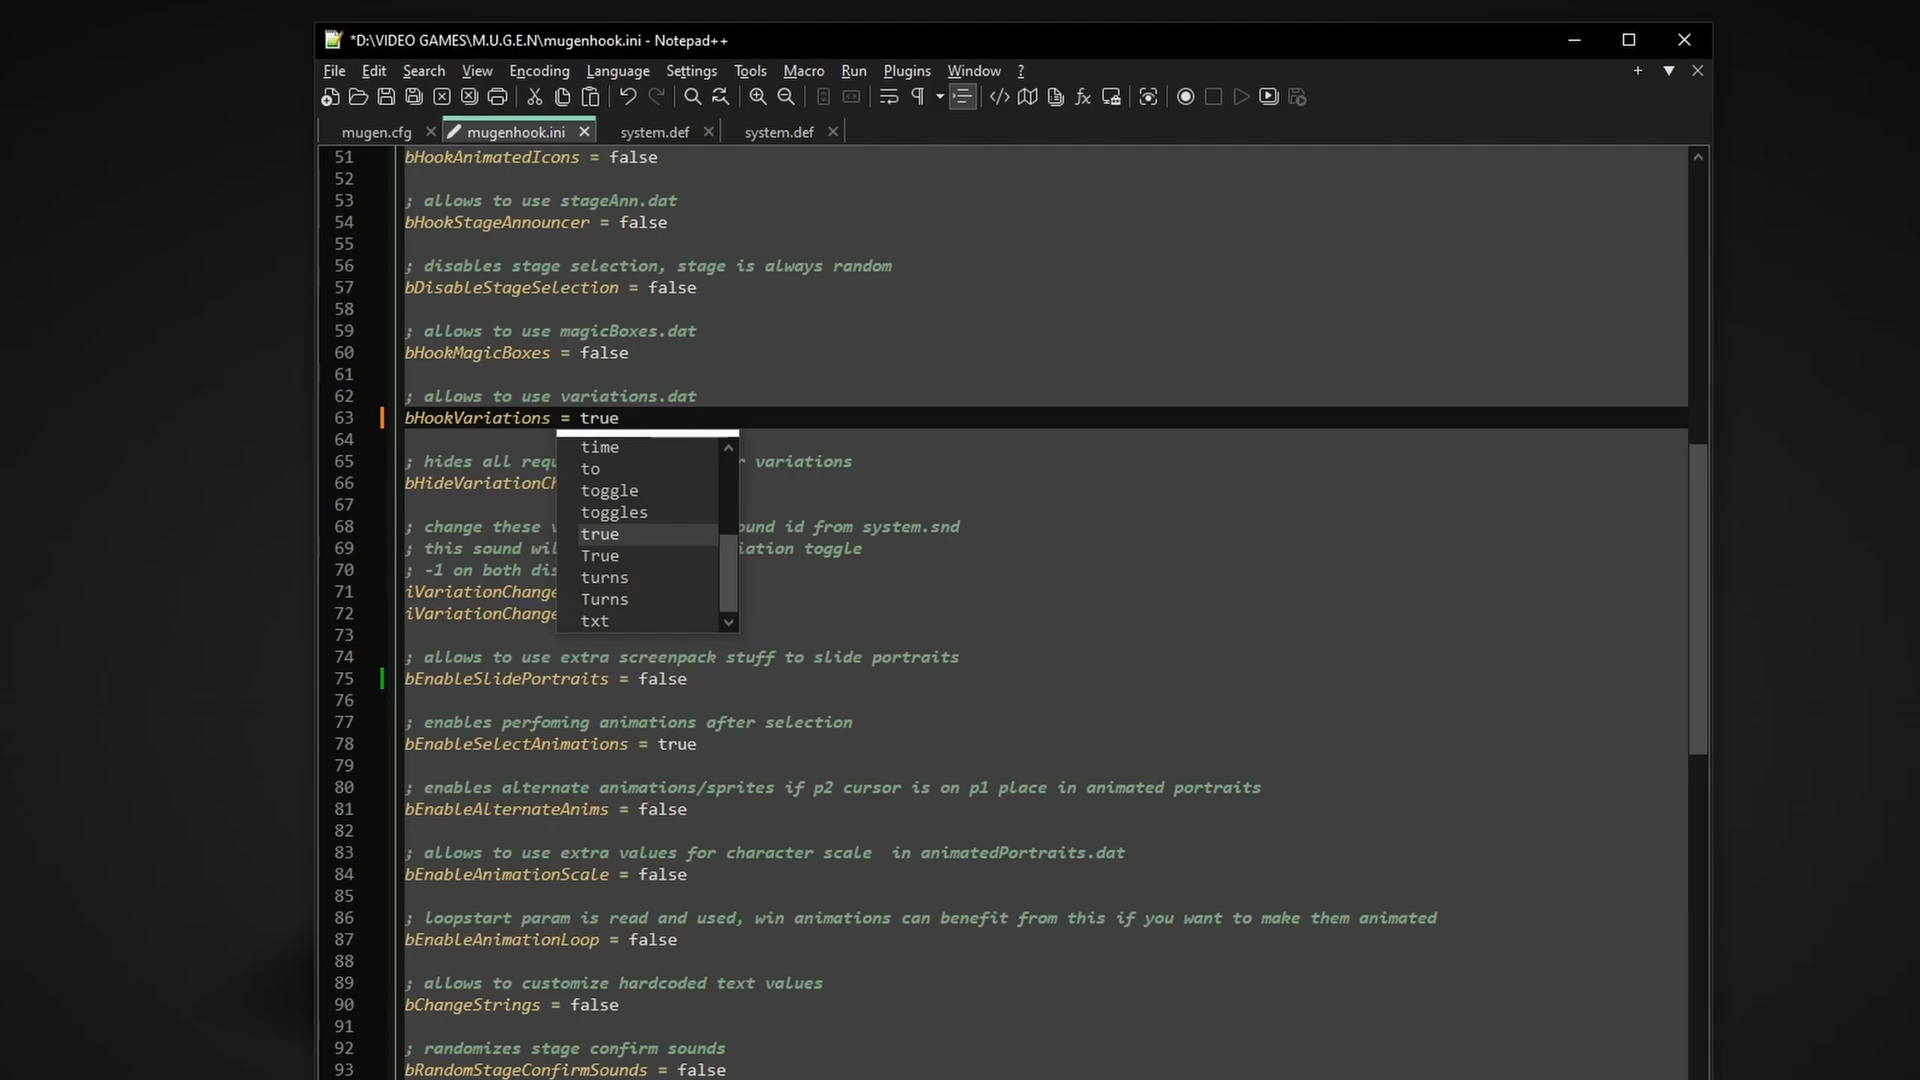 *D:\VIDEO GAMES\M.U.G.E.N\mugenhook.ini - Notepad++
File Edit Search View Encoding Language Settings Tools Macro Run Plugins Window ?
mugen.cfg mugenhook.ini system.def system.def
51 bHookAnimatedIcons = false
52
53 ; allows to use stageAnn.dat
54 bHookStageAnnouncer = false
55
56 ; disables stage selection, stage is always random
57 bDisableStageSelection = false
58
59 ; allows to use magicBoxes.dat
60 bHookMagicBoxes = false
61
62 ; allows to use variations.dat
63 bHookVariations = true
64
65 ; hides all requ r variations
66 bHideVariationCh
67
68 ; change these v ound id from system.snd
69 ; this sound wil iation toggle
70 ; -1 on both dis
71 iVariationChange
72 iVariationChange
time
to
toggle
toggles
true
True
turns
Turns
txt
73
74 ; allows to use extra screenpack stuff to slide portraits
75 bEnableSlidePortraits = false
76
77 ; enables perfoming animations after selection
78 bEnableSelectAnimations = true
79
80 ; enables alternate animations/sprites if p2 cursor is on p1 place in animated portraits
81 bEnableAlternateAnims = false
82
83 ; allows to use extra values for character scale  in animatedPortraits.dat
84 bEnableAnimationScale = false
85
86 ; loopstart param is read and used, win animations can benefit from this if you want to make them animated
87 bEnableAnimationLoop = false
88
89 ; allows to customize hardcoded text values
90 bChangeStrings = false
91
92 ; randomizes stage confirm sounds
93 bRandomStageConfirmSounds = false